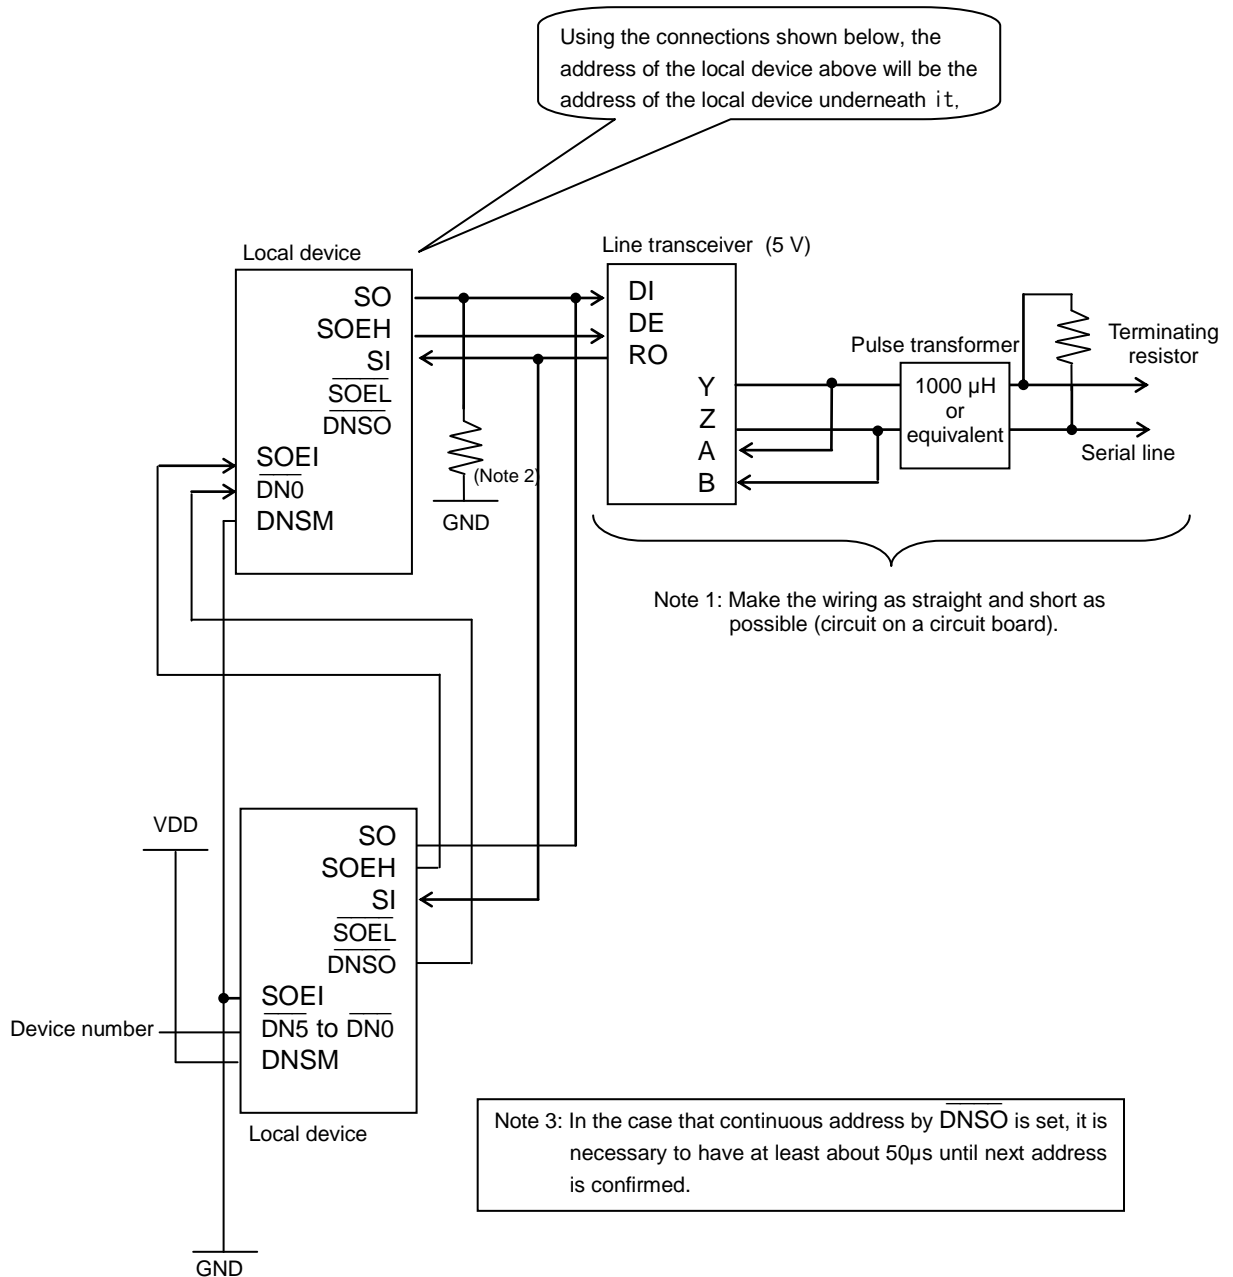 Using the connections shown below, the
address of the local device above will be the
address of the local device underneath it,
Local device
SO
SOEH
SI
SOEL
DNSO
SOEI
DN0
DNSM
(Note 2)
GND
Line transceiver (5 V)
DI
DE
RO
Y
Z
A
B
Pulse transformer
1000 µH
or
equivalent
Terminating
resistor
Serial line
Note 1: Make the wiring as straight and short as
possible (circuit on a circuit board).
VDD
SO
SOEH
SI
SOEL
DNSO
SOEI
Device number
DN5 to DN0
DNSM
Local device
Note 3: In the case that continuous address by DNSO is set, it is
necessary to have at least about 50µs until next address
is confirmed.
GND